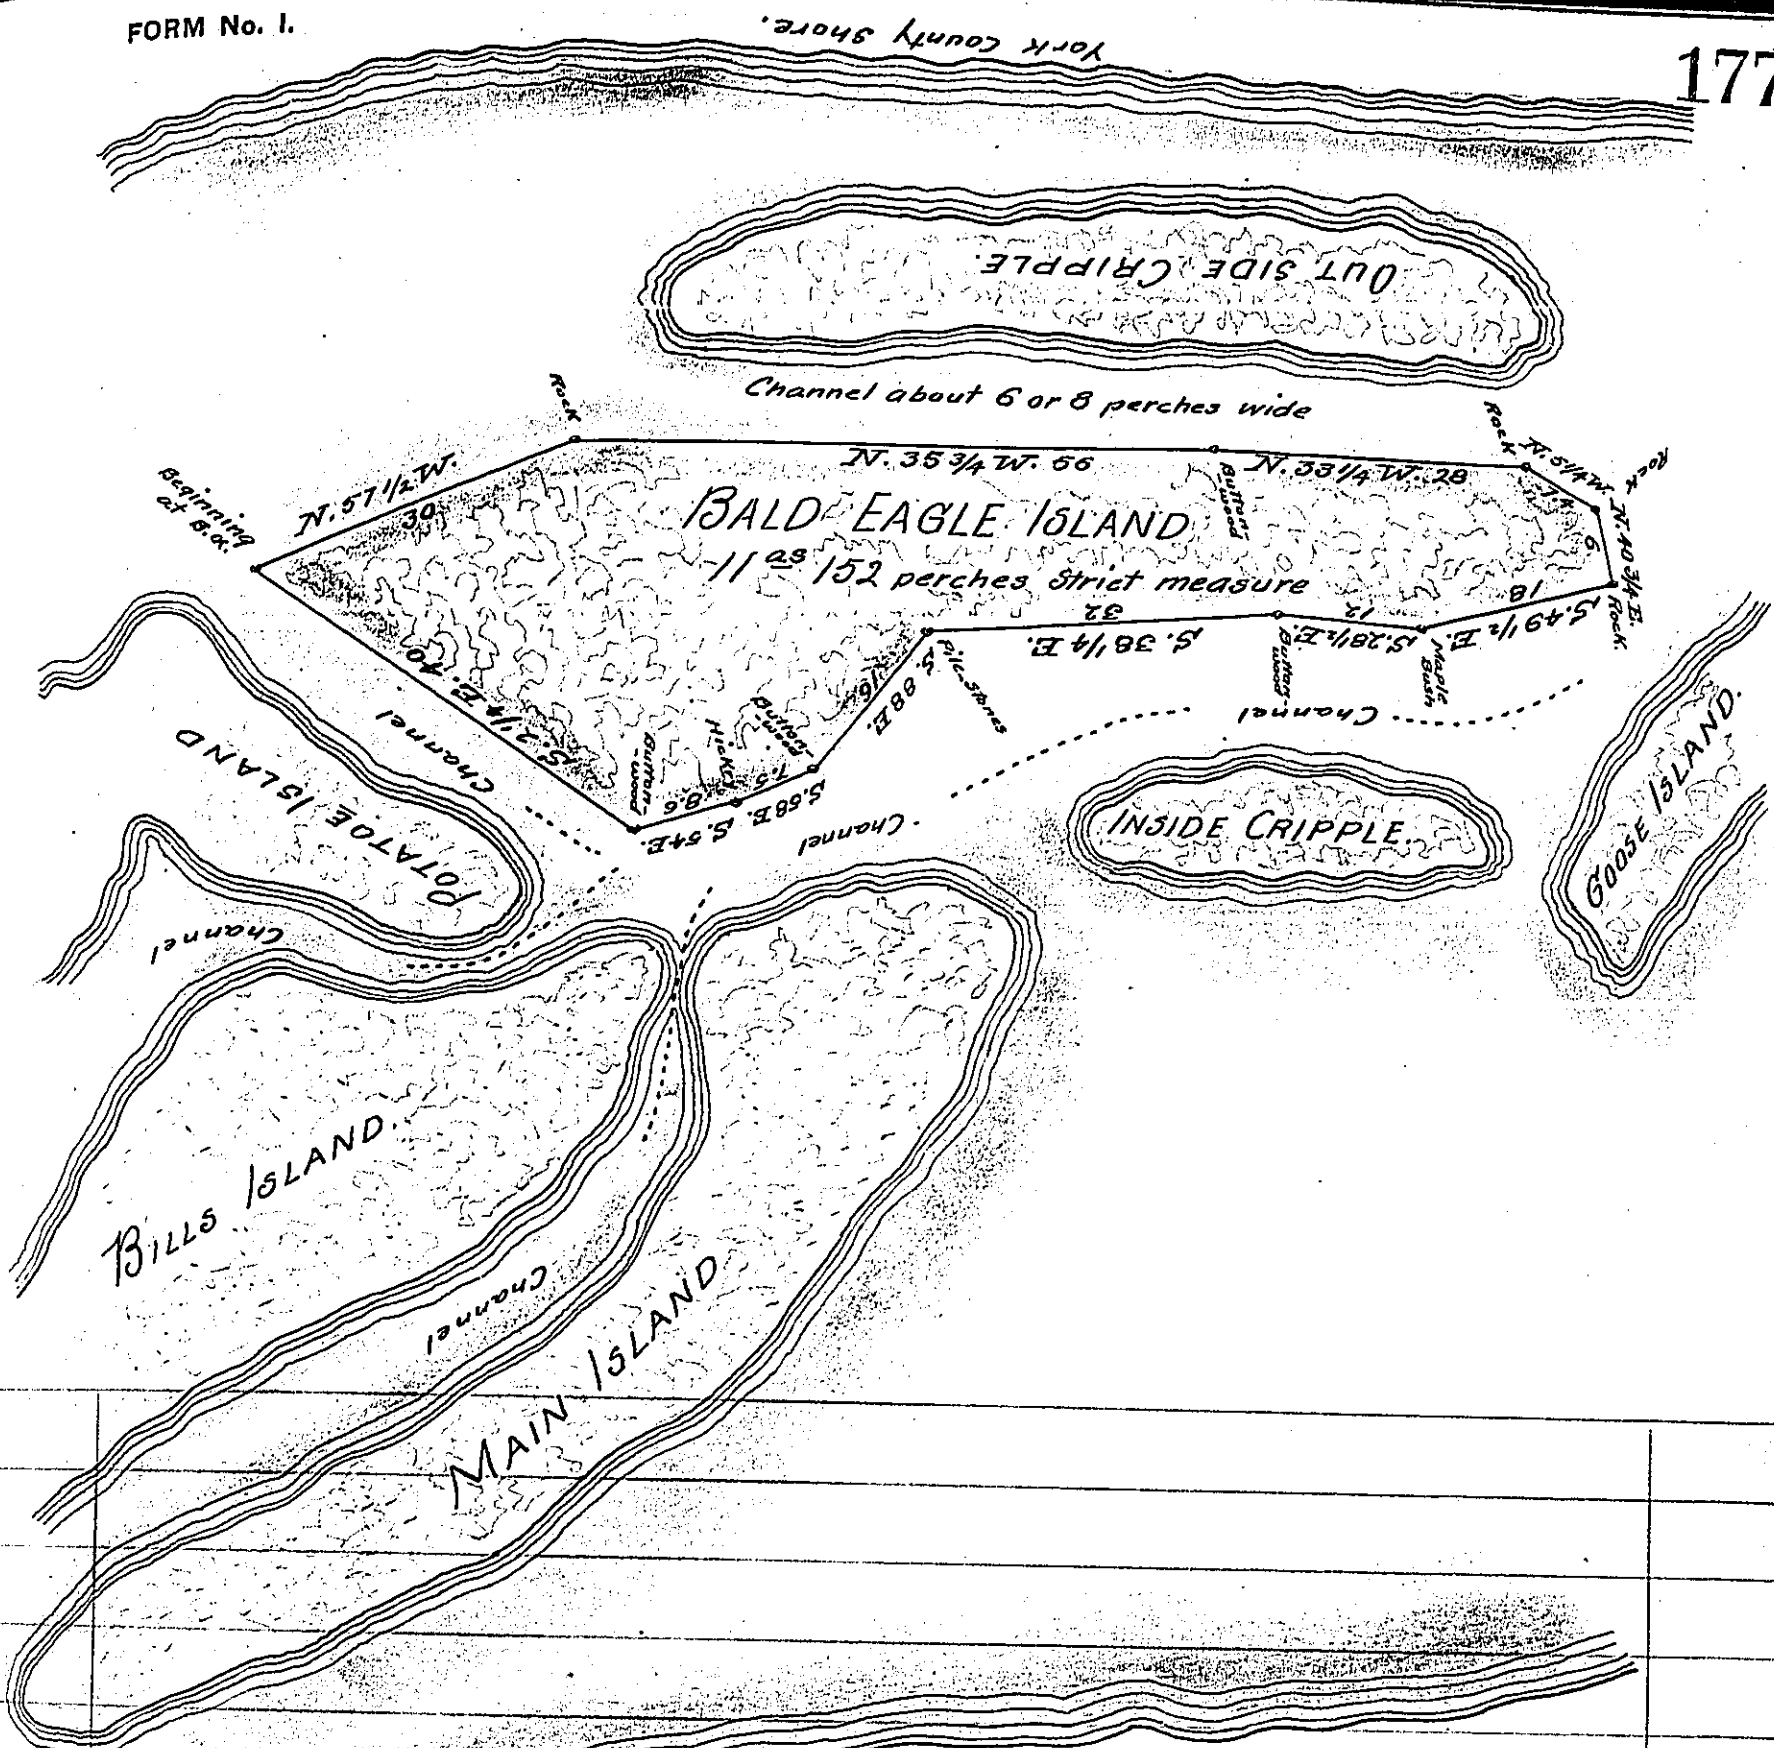 FORM No. 1.
177
York County Shore.
OUT SIDE CRIPPLE.
Channel about 6 or 8 perches wide
Rock
Rock
Rock
Beginning
at B.O.
N. 57 1/2 W.
30
N. 35 3/4 W. 56
Button-
wood
N. 33 1/4 W. 28
N. 5 1/4 W.
7.4
N. 40 3/4 E.
6
Rock.
BALD EAGLE ISLAND
11 as 152 perches Strict measure
S. 49 1/2 E.
18
Maple
Bush
S. 28 1/2 E.
12
Button-
wood
S. 38 1/4 E.
32
Pile-Stones
S. 88 E.
16
Button-
wood
S. 68 E.
7.5
Hickory
S. 54 E.
8.6
Button-
wood
S. 2 1/4 E. 40
Channel
POTATOE ISLAND
Channel
Channel
Channel
INSIDE CRIPPLE.
GOOSE ISLAND.
BILLS ISLAND.
Channel
MAIN ISLAND